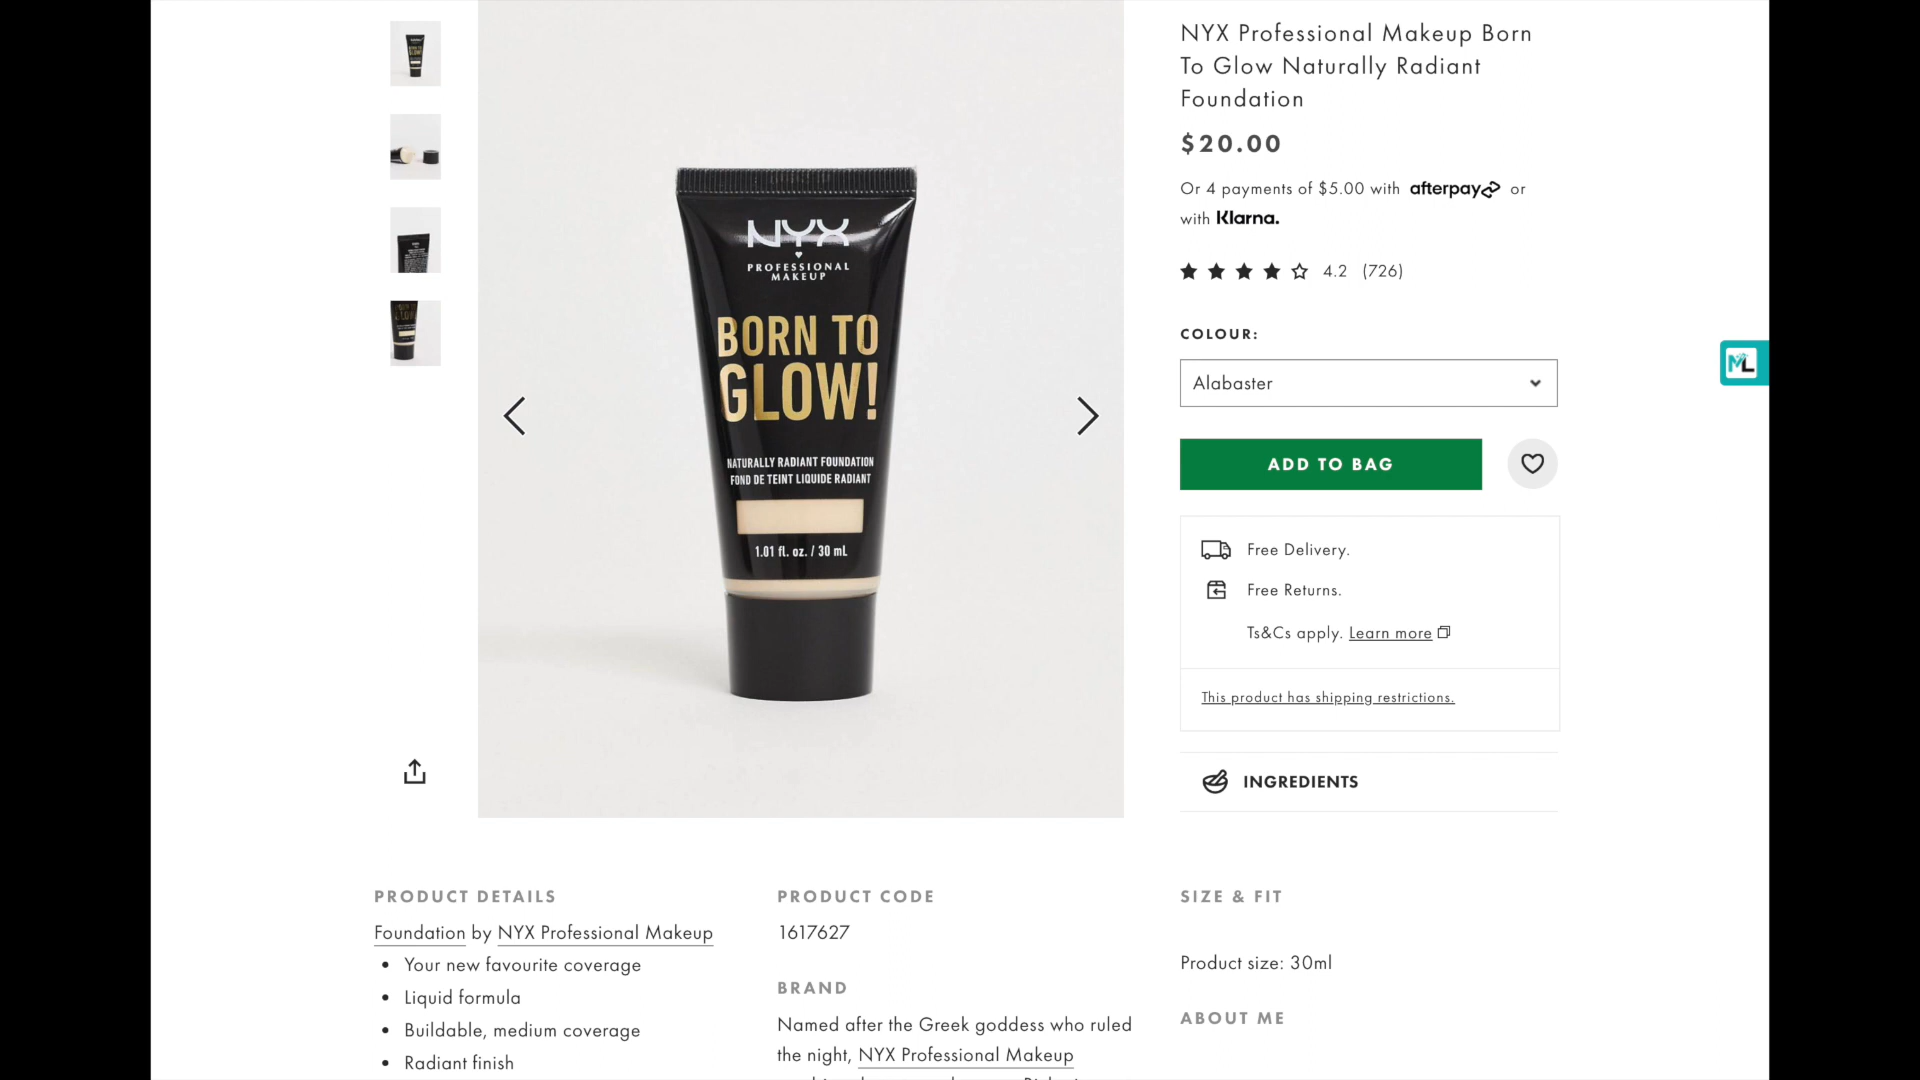 NYX Professional Makeup Born
To Glow Naturally Radiant
Foundation
$20.00
Or 4 payments of $5.00 with afterpay or
with Klarna.
4.2 (726)
COLOUR:
Alabaster
ADD TO BAG
Free Delivery.
Free Returns.
Ts&Cs apply. Learn more
This product has shipping restrictions.
INGREDIENTS
NYX
PROFESSIONAL
MAKEUP
BORN TO
GLOW!
NATURALLY RADIANT FOUNDATION
FOND DE TEINT LIQUIDE RADIANT
1.01 fl. oz. / 30 mL
ML
PRODUCT DETAILS
Foundation by NYX Professional Makeup
• Your new favourite coverage
• Liquid formula
• Buildable, medium coverage
• Radiant finish
PRODUCT CODE
1617627
BRAND
Named after the Greek goddess who ruled
the night, NYX Professional Makeup
SIZE & FIT
Product size: 30ml
ABOUT ME